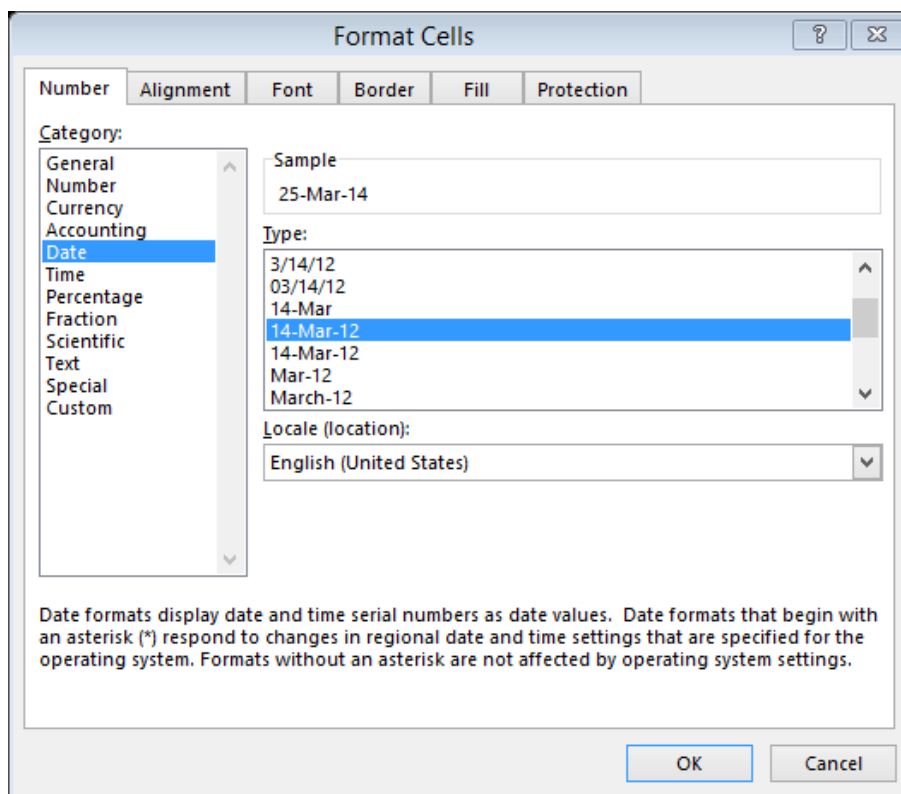 Format Cells
Number Alignment Font Border Fill Protection
Category:
General
Number
Currency
Accounting
Date
Time
Percentage
Fraction
Scientific
Text
Special
Custom
Sample
25-Mar-14
Type:
3/14/12
03/14/12
14-Mar
14-Mar-12
14-Mar-12
Mar-12
March-12
Locale (location):
English (United States)
Date formats display date and time serial numbers as date values.  Date formats that begin with
an asterisk (*) respond to changes in regional date and time settings that are specified for the
operating system. Formats without an asterisk are not affected by operating system settings.
OK Cancel